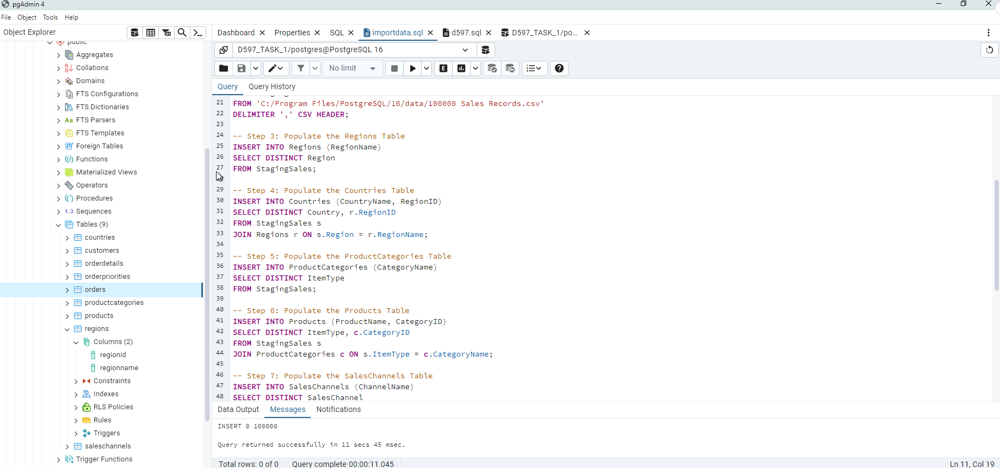 pgAdmin 4
File Object Tools Help
Object Explorer
public
Aggregates
Collations
Domains
FTS Configurations
FTS Dictionaries
Aa FTS Parsers
FTS Templates
Foreign Tables
Functions
Materialized Views
Operators
Procedures
1..3 Sequences
Tables (9)
countries
customers
orderdetails
orderpriorities
orders
productcategories
products
regions
Columns (2)
regionid
regionname
Constraints
Indexes
RLS Policies
Rules
Triggers
saleschannels
Trigger Functions
Dashboard Properties SQL importdata.sql d597.sql D597_TASK_1/po...
D597_TASK_1/postgres@PostgreSQL 16
No limit E
Query Query History
21 FROM 'C:/Program Files/PostgreSQL/16/data/100000 Sales Records.csv'
22 DELIMITER ',' CSV HEADER;
23
24 -- Step 3: Populate the Regions Table
25 INSERT INTO Regions (RegionName)
26 SELECT DISTINCT Region
27 FROM StagingSales;
29 -- Step 4: Populate the Countries Table
30 INSERT INTO Countries (CountryName, RegionID)
31 SELECT DISTINCT Country, r.RegionID
32 FROM StagingSales s
33 JOIN Regions r ON s.Region = r.RegionName;
34
35 -- Step 5: Populate the ProductCategories Table
36 INSERT INTO ProductCategories (CategoryName)
37 SELECT DISTINCT ItemType
38 FROM StagingSales;
39
40 -- Step 6: Populate the Products Table
41 INSERT INTO Products (ProductName, CategoryID)
42 SELECT DISTINCT ItemType, c.CategoryID
43 FROM StagingSales s
44 JOIN ProductCategories c ON s.ItemType = c.CategoryName;
45
46 -- Step 7: Populate the SalesChannels Table
47 INSERT INTO SalesChannels (ChannelName)
48 SELECT DISTINCT SalesChannel
Data Output Messages Notifications
INSERT 0 100000
Query returned successfully in 11 secs 45 msec.
Total rows: 0 of 0 Query complete 00:00:11.045 Ln 11, Col 19